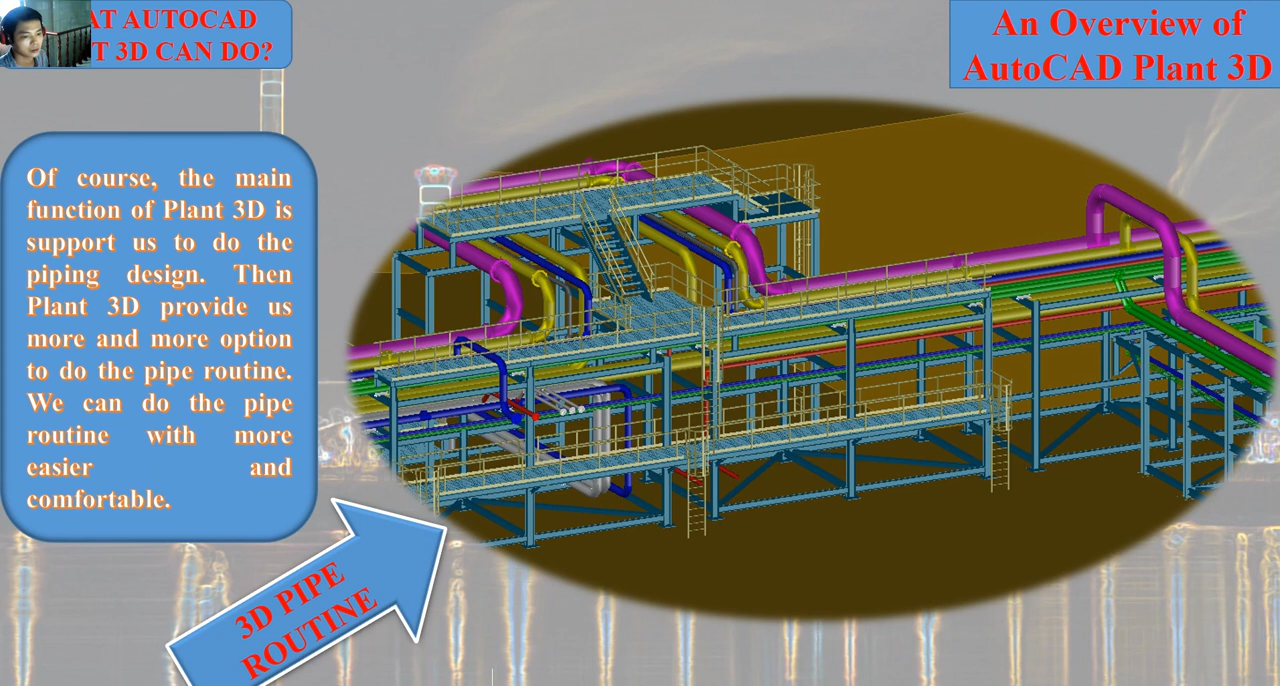 AT AUTOCAD
T 3D CAN DO?
An Overview of
AutoCAD Plant 3D
Of course, the main
function of Plant 3D is
support us to do the
piping design. Then
Plant 3D provide us
more and more option
to do the pipe routine.
We can do the pipe
routine with more
easier and
comfortable.
3D PIPE
ROUTINE